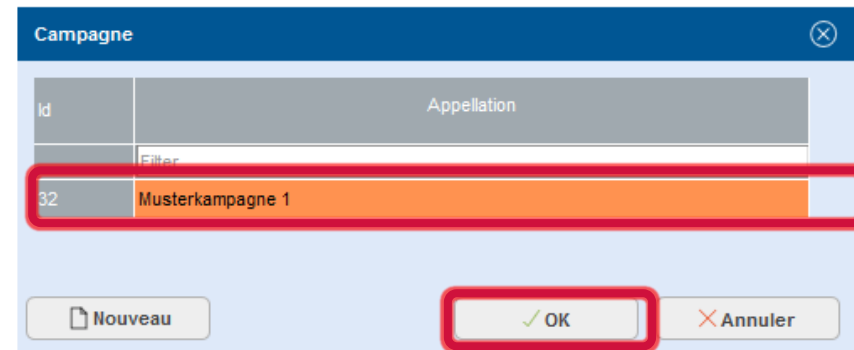 Campagne
Id Appellation
Filter
32 Musterkampagne 1
Nouveau OK Annuler